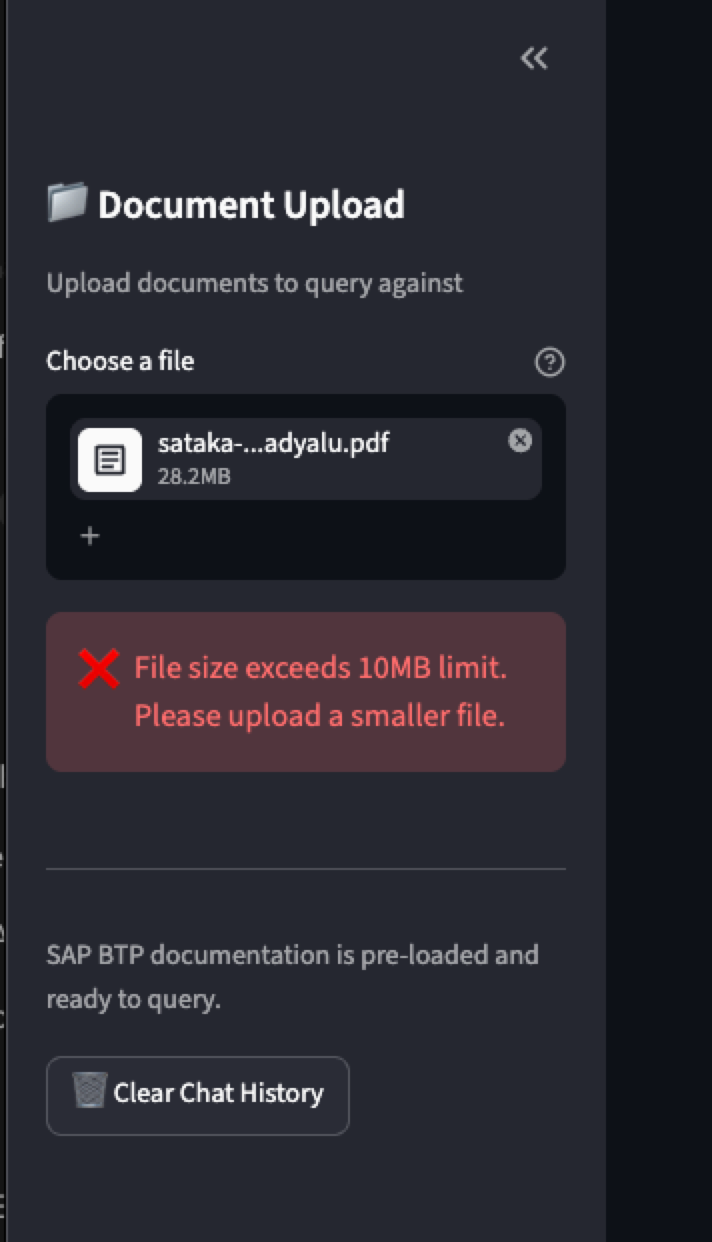 Document Upload
Upload documents to query against
Choose a file
sataka-...adyalu.pdf
28.2MB
File size exceeds 10MB limit.
Please upload a smaller file.
SAP BTP documentation is pre-loaded and
ready to query.
Clear Chat History